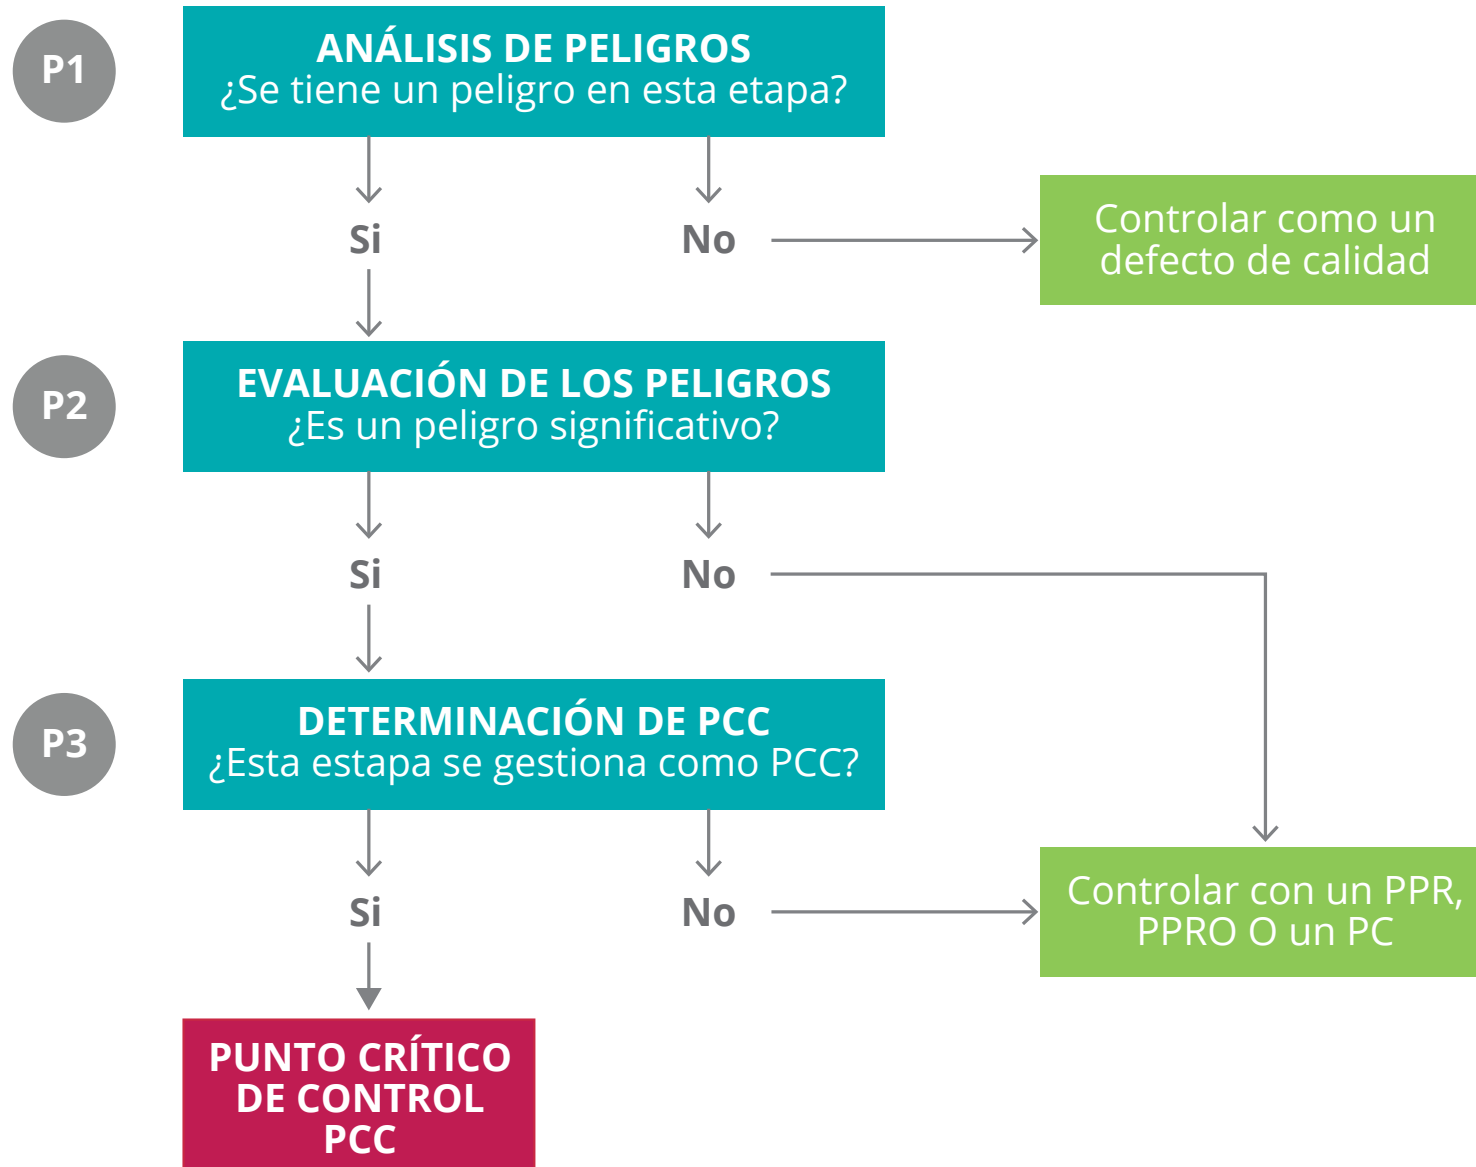 P1
ANÁLISIS DE PELIGROS
¿Se tiene un peligro en esta etapa?
Si
No
Controlar como un
defecto de calidad
P2
EVALUACIÓN DE LOS PELIGROS
¿Es un peligro significativo?
Si
No
P3
DETERMINACIÓN DE PCC
¿Esta estapa se gestiona como PCC?
Si
No
Controlar con un PPR,
PPRO O un PC
PUNTO CRÍTICO
DE CONTROL
PCC